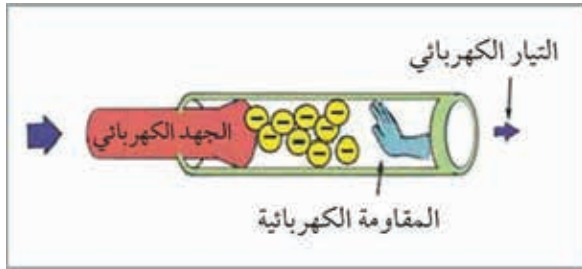 التيار الكهربائي
الجهد الكهربائي
المقاومة الكهربائية